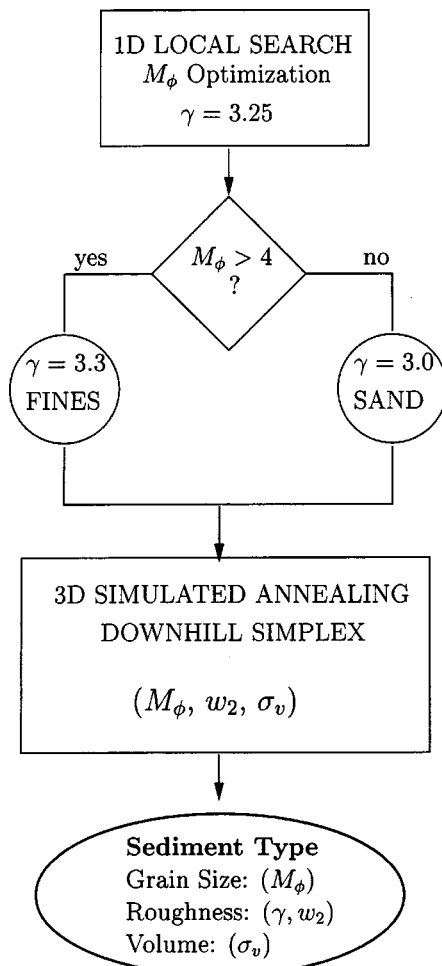 1D LOCAL SEARCH
M_ϕ Optimization
γ = 3.25
M_ϕ > 4
?
yes
no
γ = 3.3
FINES
γ = 3.0
SAND
3D SIMULATED ANNEALING
DOWNHILL SIMPLEX
(M_ϕ, w_2, σ_v)
Sediment Type
Grain Size: (M_ϕ)
Roughness: (γ, w_2)
Volume: (σ_v)